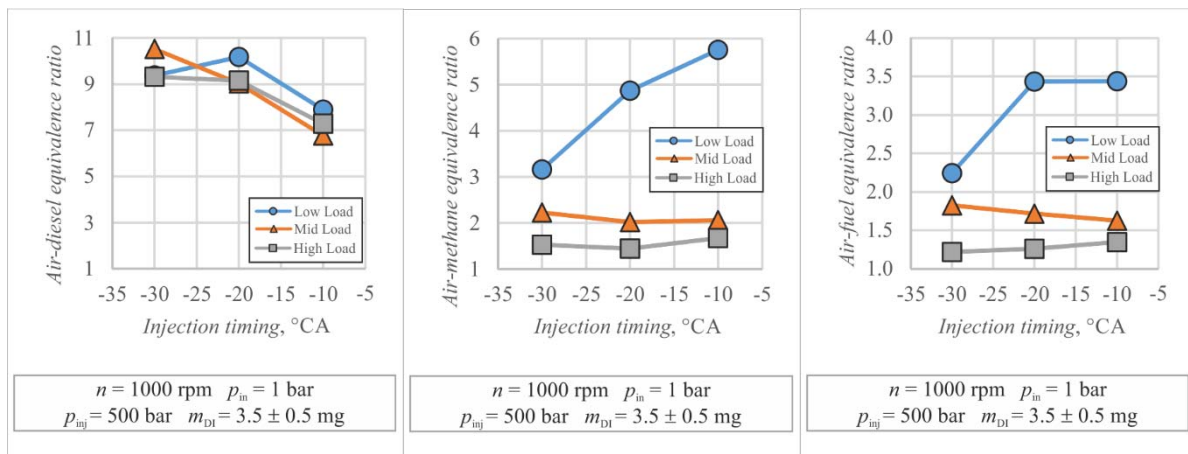 Air-diesel equivalence ratio
11
9
7
5
3
1
-35 -30 -25 -20 -15 -10 -5
Injection timing, °CA
Low Load
Mid Load
High Load
n = 1000 rpm p_in = 1 bar
p_inj = 500 bar m_DI = 3.5 ± 0.5 mg
Air-methane equivalence ratio
6
5
4
3
2
1
-35 -30 -25 -20 -15 -10 -5
Injection timing, °CA
Low Load
Mid Load
High Load
n = 1000 rpm p_in = 1 bar
p_inj = 500 bar m_DI = 3.5 ± 0.5 mg
Air-fuel equivalence ratio
4.0
3.5
3.0
2.5
2.0
1.5
1.0
-35 -30 -25 -20 -15 -10 -5
Injection timing, °CA
Low Load
Mid Load
High Load
n = 1000 rpm p_in = 1 bar
p_inj = 500 bar m_DI = 3.5 ± 0.5 mg